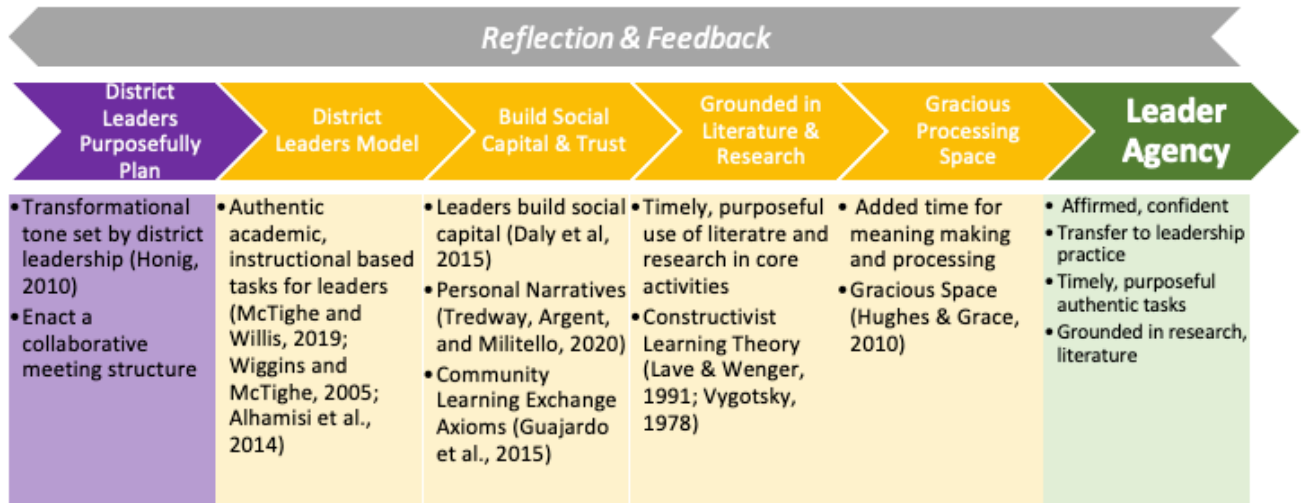 Reflection & Feedback
District
Leaders
Purposefully
Plan
District
Leaders Model
Build Social
Capital & Trust
Grounded in
Literature &
Research
Gracious
Processing
Space
Leader
Agency
•Transformational
tone set by district
leadership (Honig,
2010)
•Enact a
collaborative
meeting structure
•Authentic
academic,
instructional based
tasks for leaders
(McTighe and
Willis, 2019;
Wiggins and
McTighe, 2005;
Alhamisi et al.,
2014)
•Leaders build social
capital (Daly et al,
2015)
•Personal Narratives
(Tredway, Argent,
and Militello, 2020)
•Community
Learning Exchange
Axioms (Guajardo
et al., 2015)
•Timely, purposeful
use of literatre and
research in core
activities
•Constructivist
Learning Theory
(Lave & Wenger,
1991; Vygotsky,
1978)
• Added time for
meaning making
and processing
•Gracious Space
(Hughes & Grace,
2010)
• Affirmed, confident
•Transfer to leadership
practice
•Timely, purposeful
authentic tasks
•Grounded in research,
literature